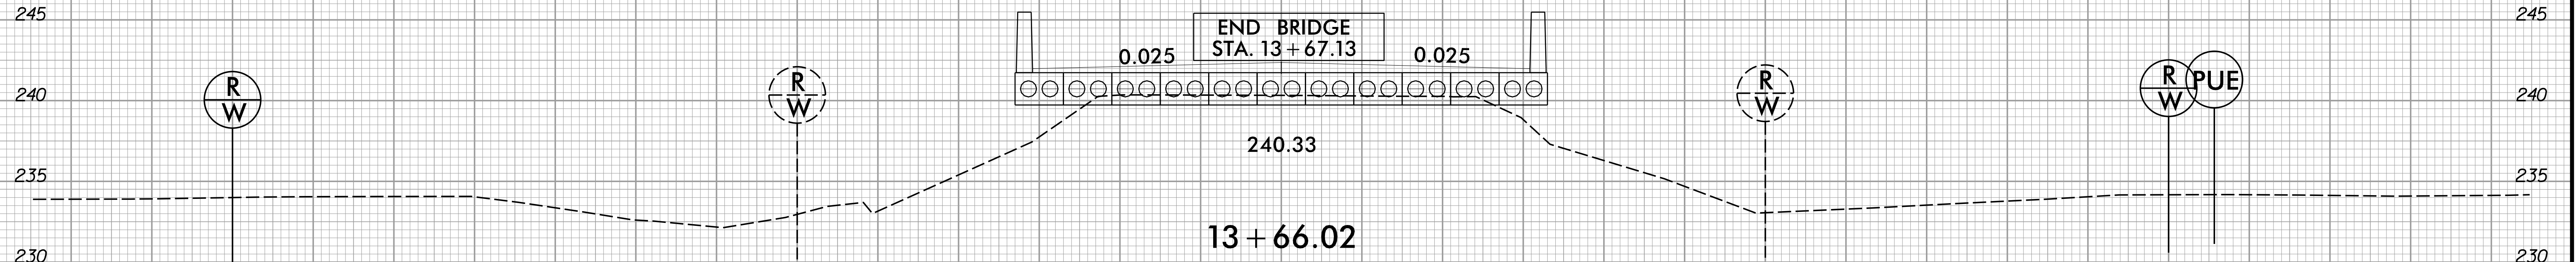 245
245
END BRIDGE
STA. 13+67.13
0.025
0.025
R
W
R
W
R
W
R
W
PUE
240
240
240.33
235
235
13+66.02
230
230